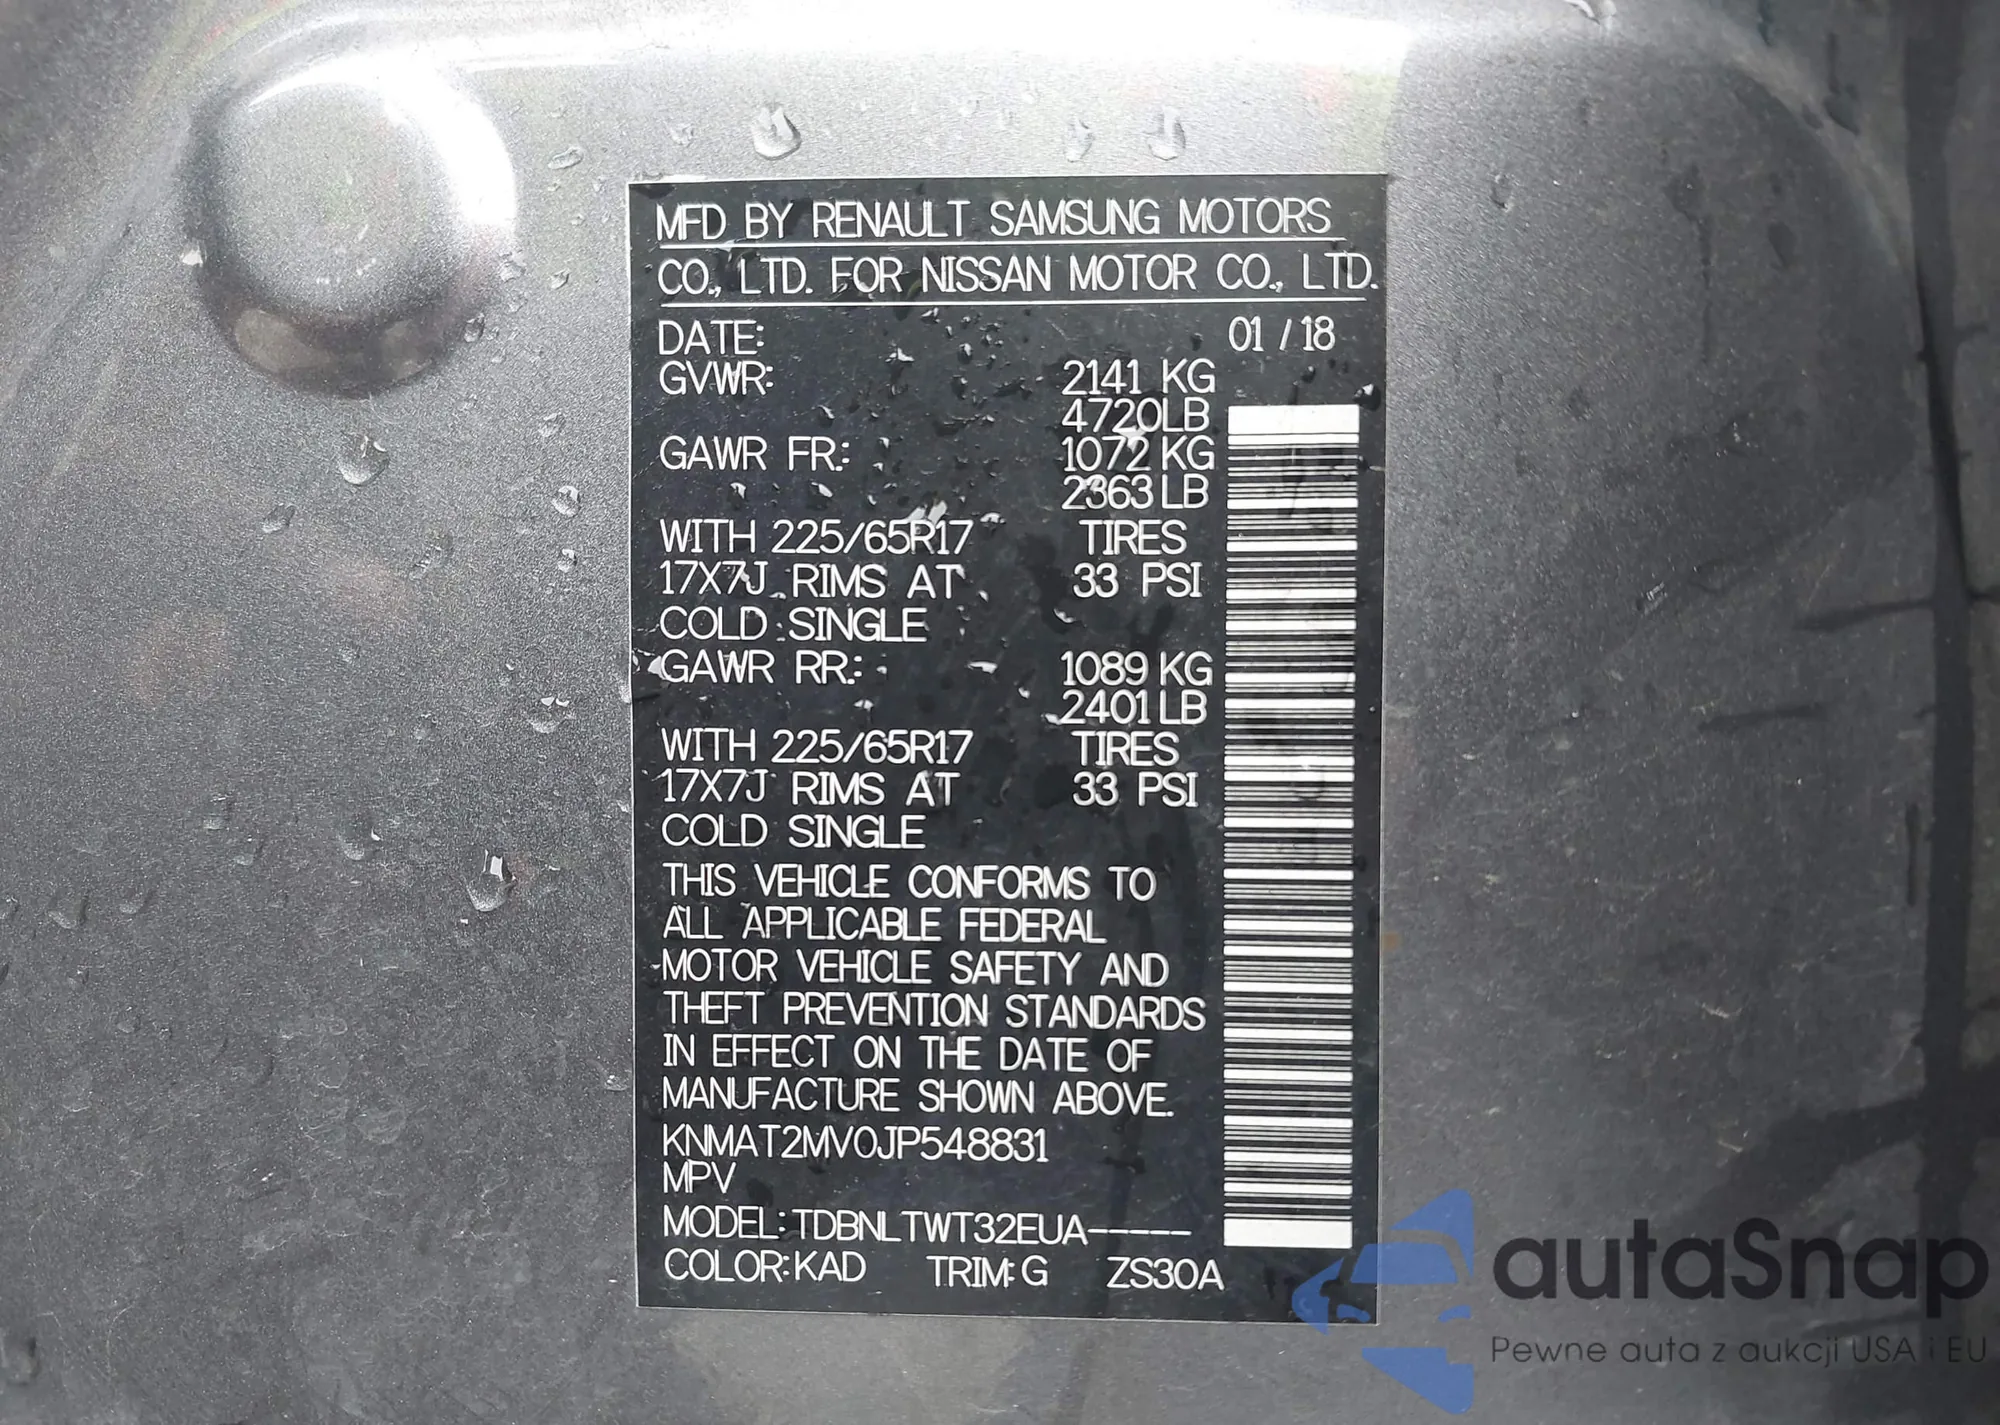 MFD BY RENAULT SAMSUNG MOTORS
CO., LTD. FOR NISSAN MOTOR CO., LTD.
DATE: 01 / 18
GVWR: 2141 KG
4720LB
GAWR FR: 1072 KG
2363LB
WITH 225/65R17 TIRES
17X7J RIMS AT 33 PSI
COLD SINGLE
GAWR RR: 1089 KG
2401LB
WITH 225/65R17 TIRES
17X7J RIMS AT 33 PSI
COLD SINGLE
THIS VEHICLE CONFORMS TO
ALL APPLICABLE FEDERAL
MOTOR VEHICLE SAFETY AND
THEFT PREVENTION STANDARDS
IN EFFECT ON THE DATE OF
MANUFACTURE SHOWN ABOVE.
KNMAT2MV0JP548831
MPV
MODEL:TDBNLTWT32EUA-----
COLOR:KAD TRIM:G ZS30A
autaSnap
Pewne auta z aukcji USA i EU